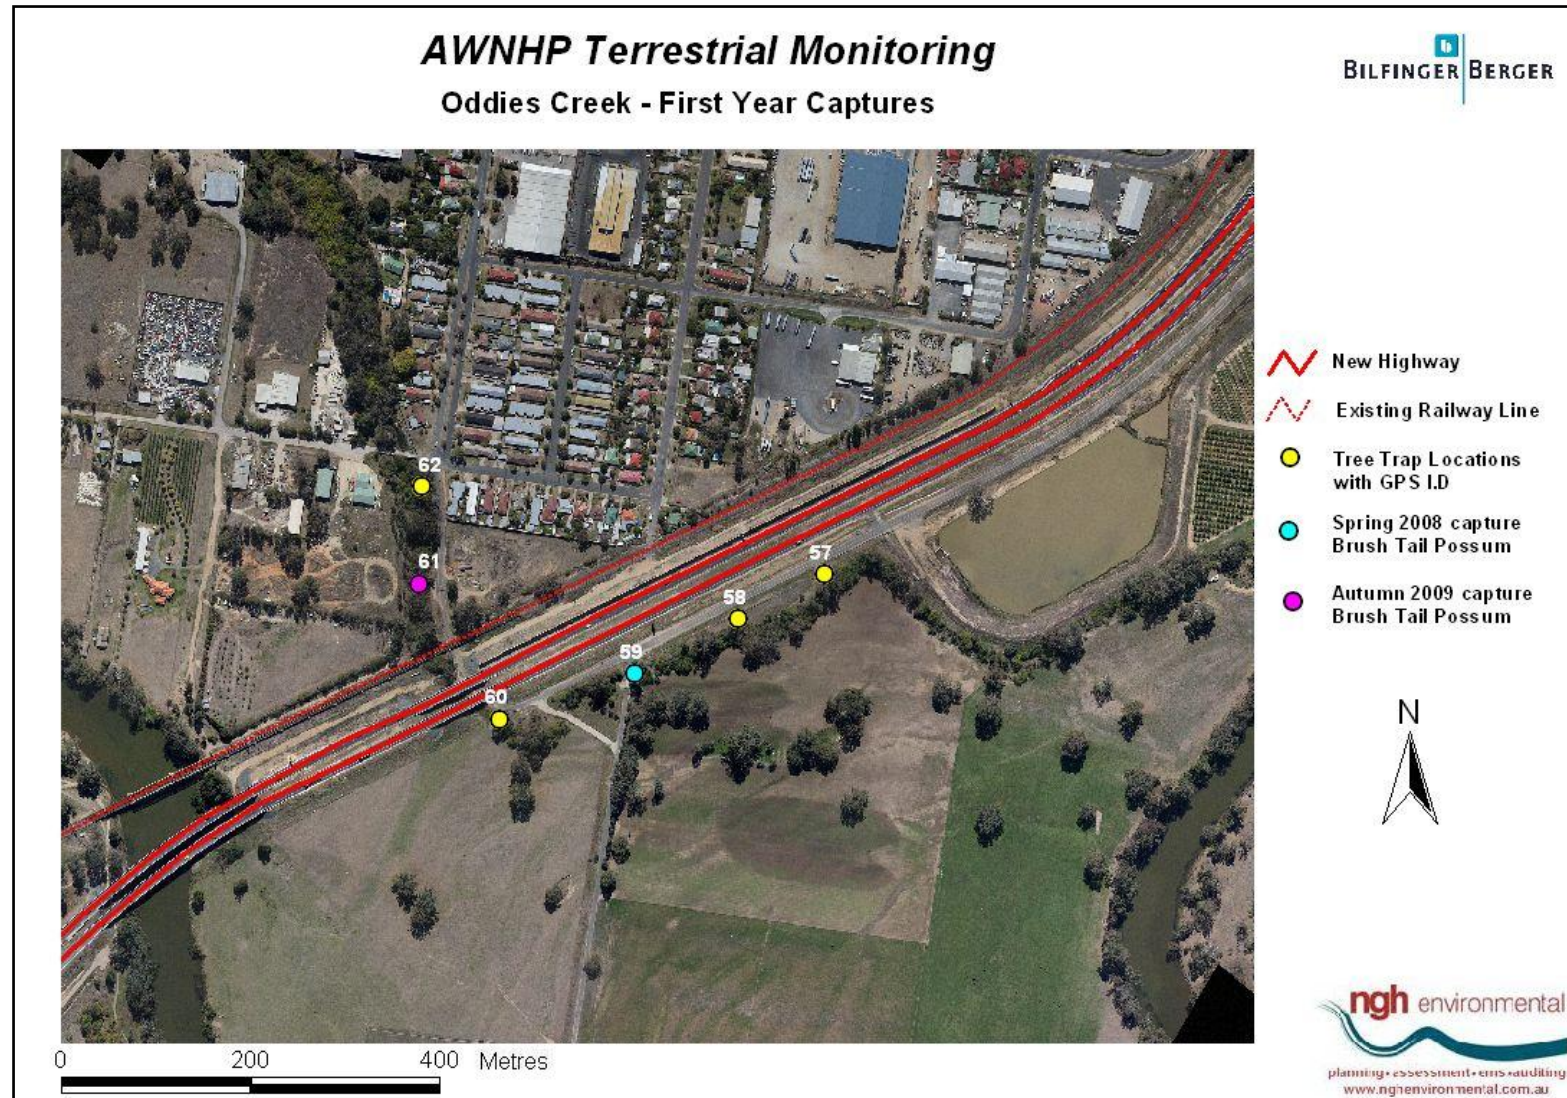 AWNHP Terrestrial Monitoring
Oddies Creek - First Year Captures
BILFINGER BERGER
62
61
57
58
59
60
New Highway
Existing Railway Line
Tree Trap Locations
with GPS I.D
Spring 2008 capture
Brush Tail Possum
Autumn 2009 capture
Brush Tail Possum
N
0 200 400 Metres
ngh environmental
planning • assessment • ems • auditing
www.nghenvironmental.com.au